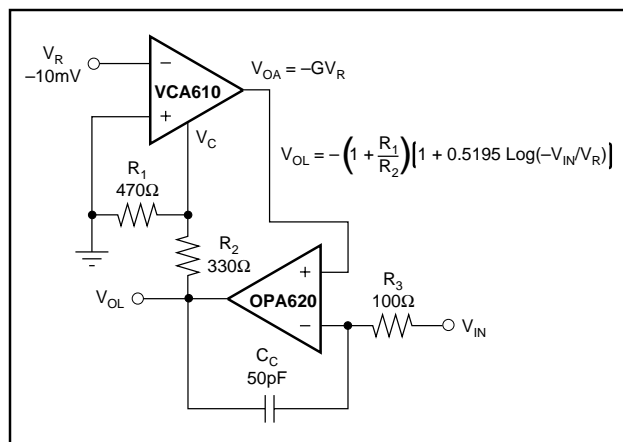 V_R
–10mV
–
VCA610
+
V_OA = –GV_R
V_C
V_OL = –(1 + R_1/R_2)[1 + 0.5195 Log(–V_IN/V_R)]
R_1
470Ω
R_2
330Ω
+
OPA620
–
V_OL
R_3
100Ω
V_IN
C_C
50pF